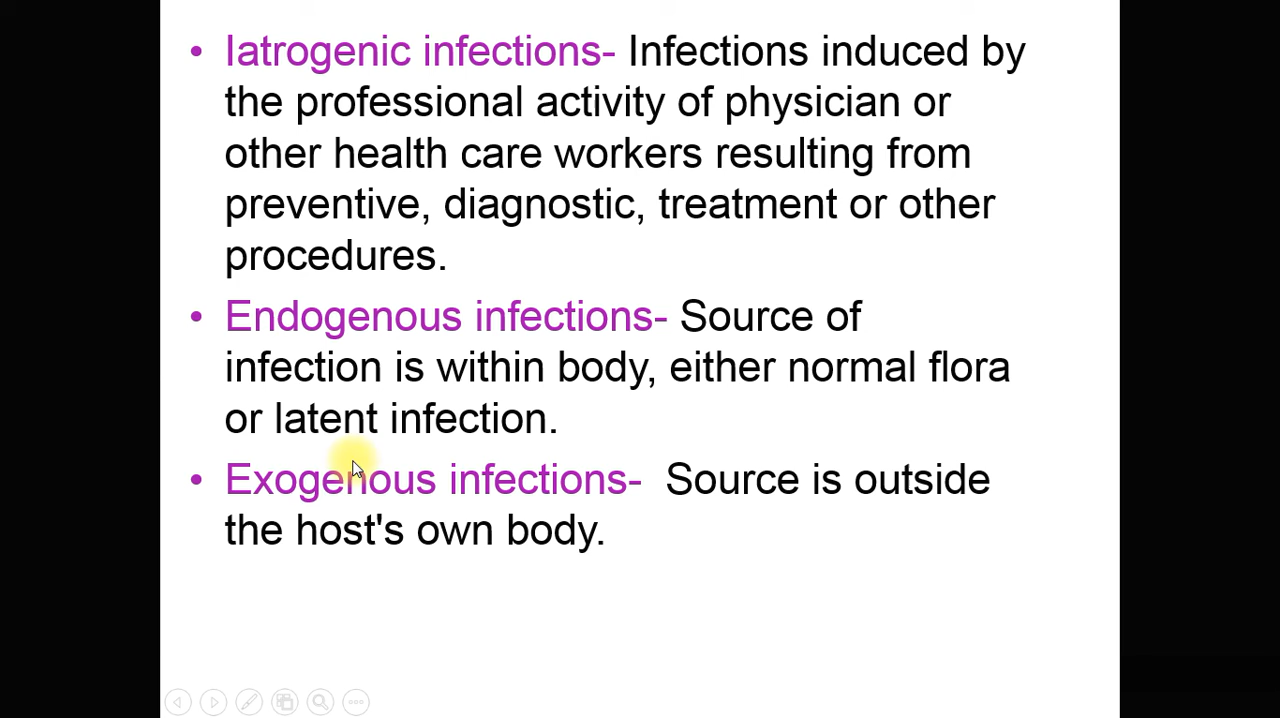 • Iatrogenic infections- Infections induced by
the professional activity of physician or
other health care workers resulting from
preventive, diagnostic, treatment or other
procedures.
• Endogenous infections- Source of
infection is within body, either normal flora
or latent infection.
• Exogenous infections-  Source is outside
the host's own body.